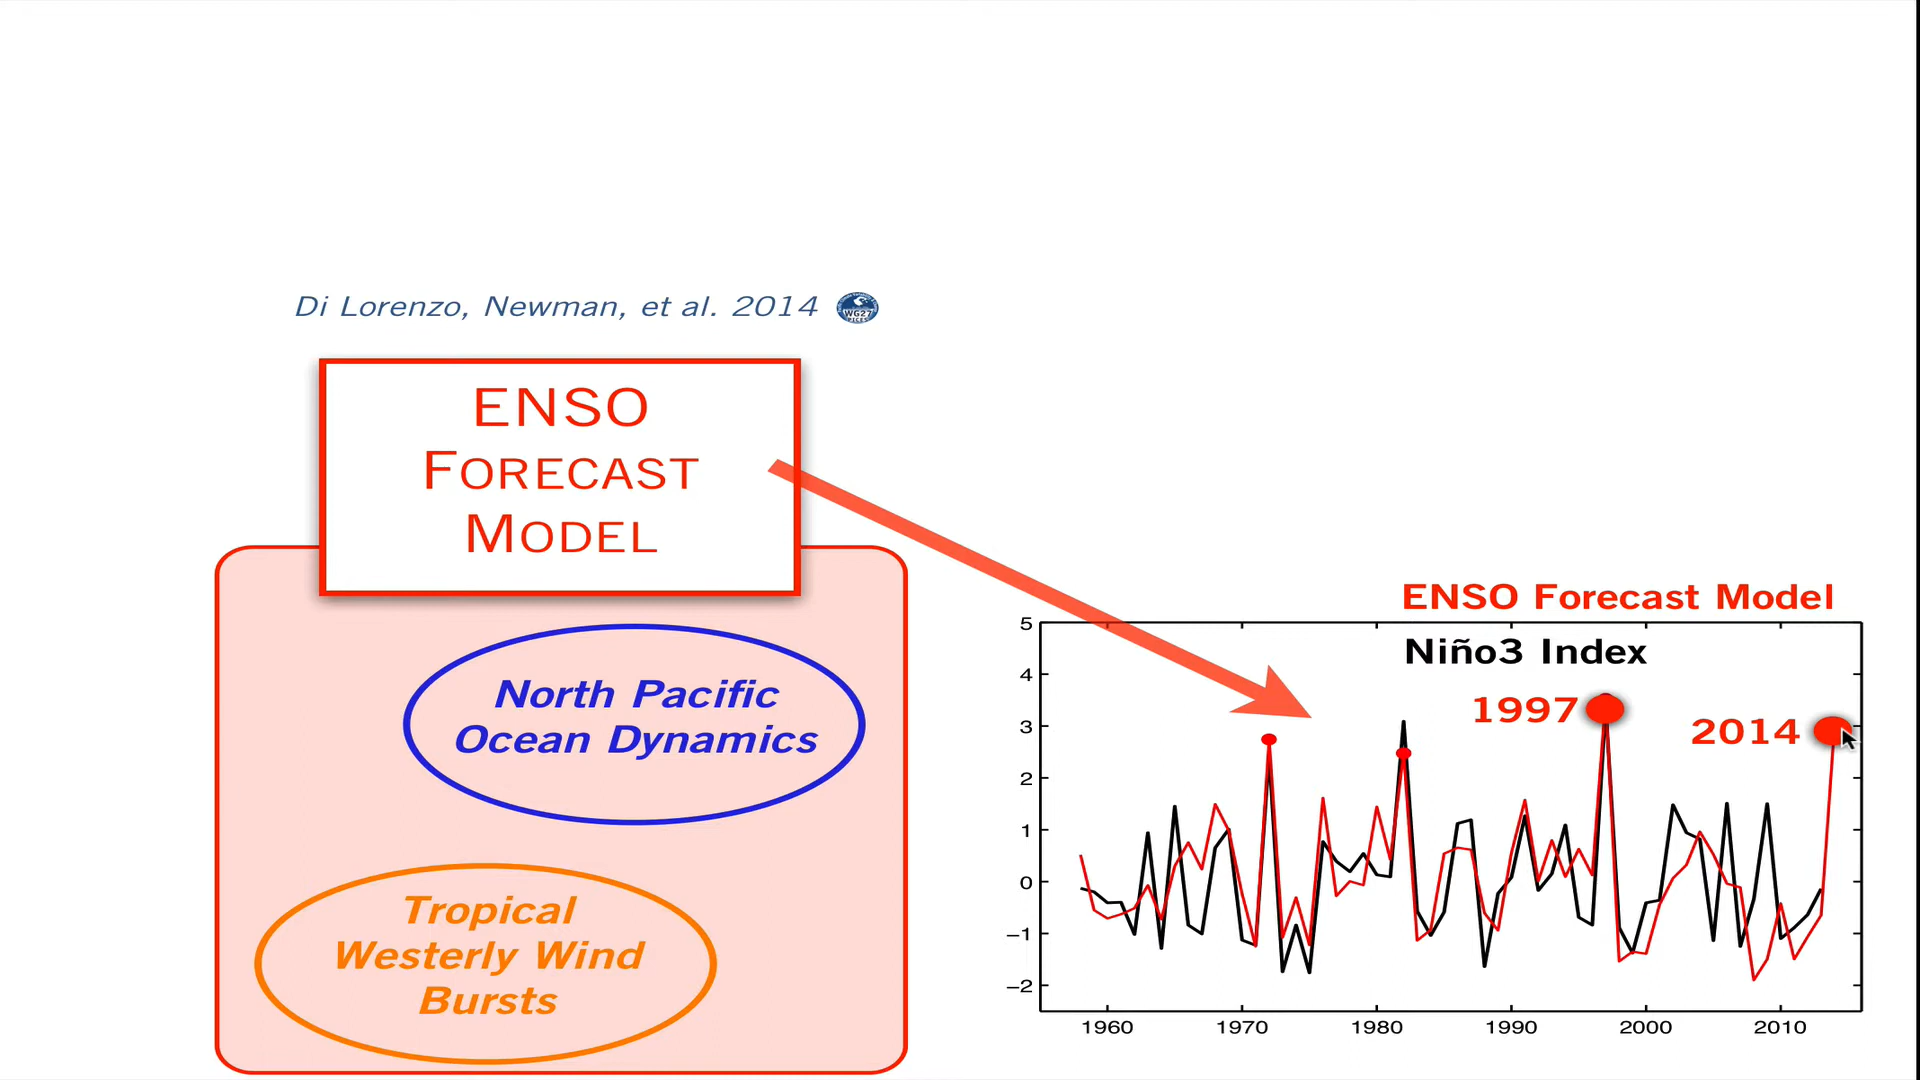 Di Lorenzo, Newman, et al. 2014
WG27
PICES
ENSO
FORECAST
MODEL
North Pacific
Ocean Dynamics
Tropical
Westerly Wind
Bursts
ENSO Forecast Model
Niño3 Index
1997
2014
5
4
3
2
1
0
−1
−2
1960 1970 1980 1990 2000 2010